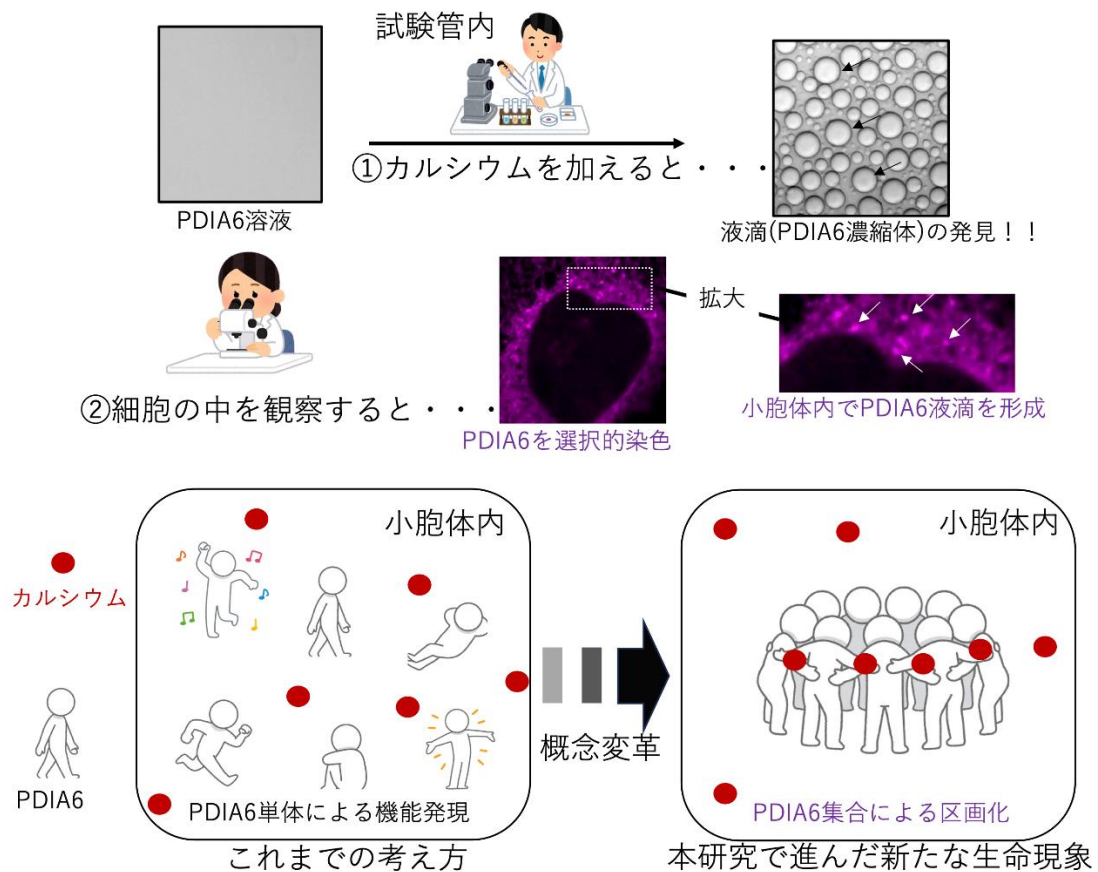 試験管内
①カルシウムを加えると・・・
PDIA6溶液
液滴(PDIA6濃縮体)の発見！！
拡大
②細胞の中を観察すると・・・
PDIA6を選択的染色
小胞体内でPDIA6液滴を形成
小胞体内
カルシウム
PDIA6
PDIA6単体による機能発現
これまでの考え方
概念変革
小胞体内
PDIA6集合による区画化
本研究で進んだ新たな生命現象